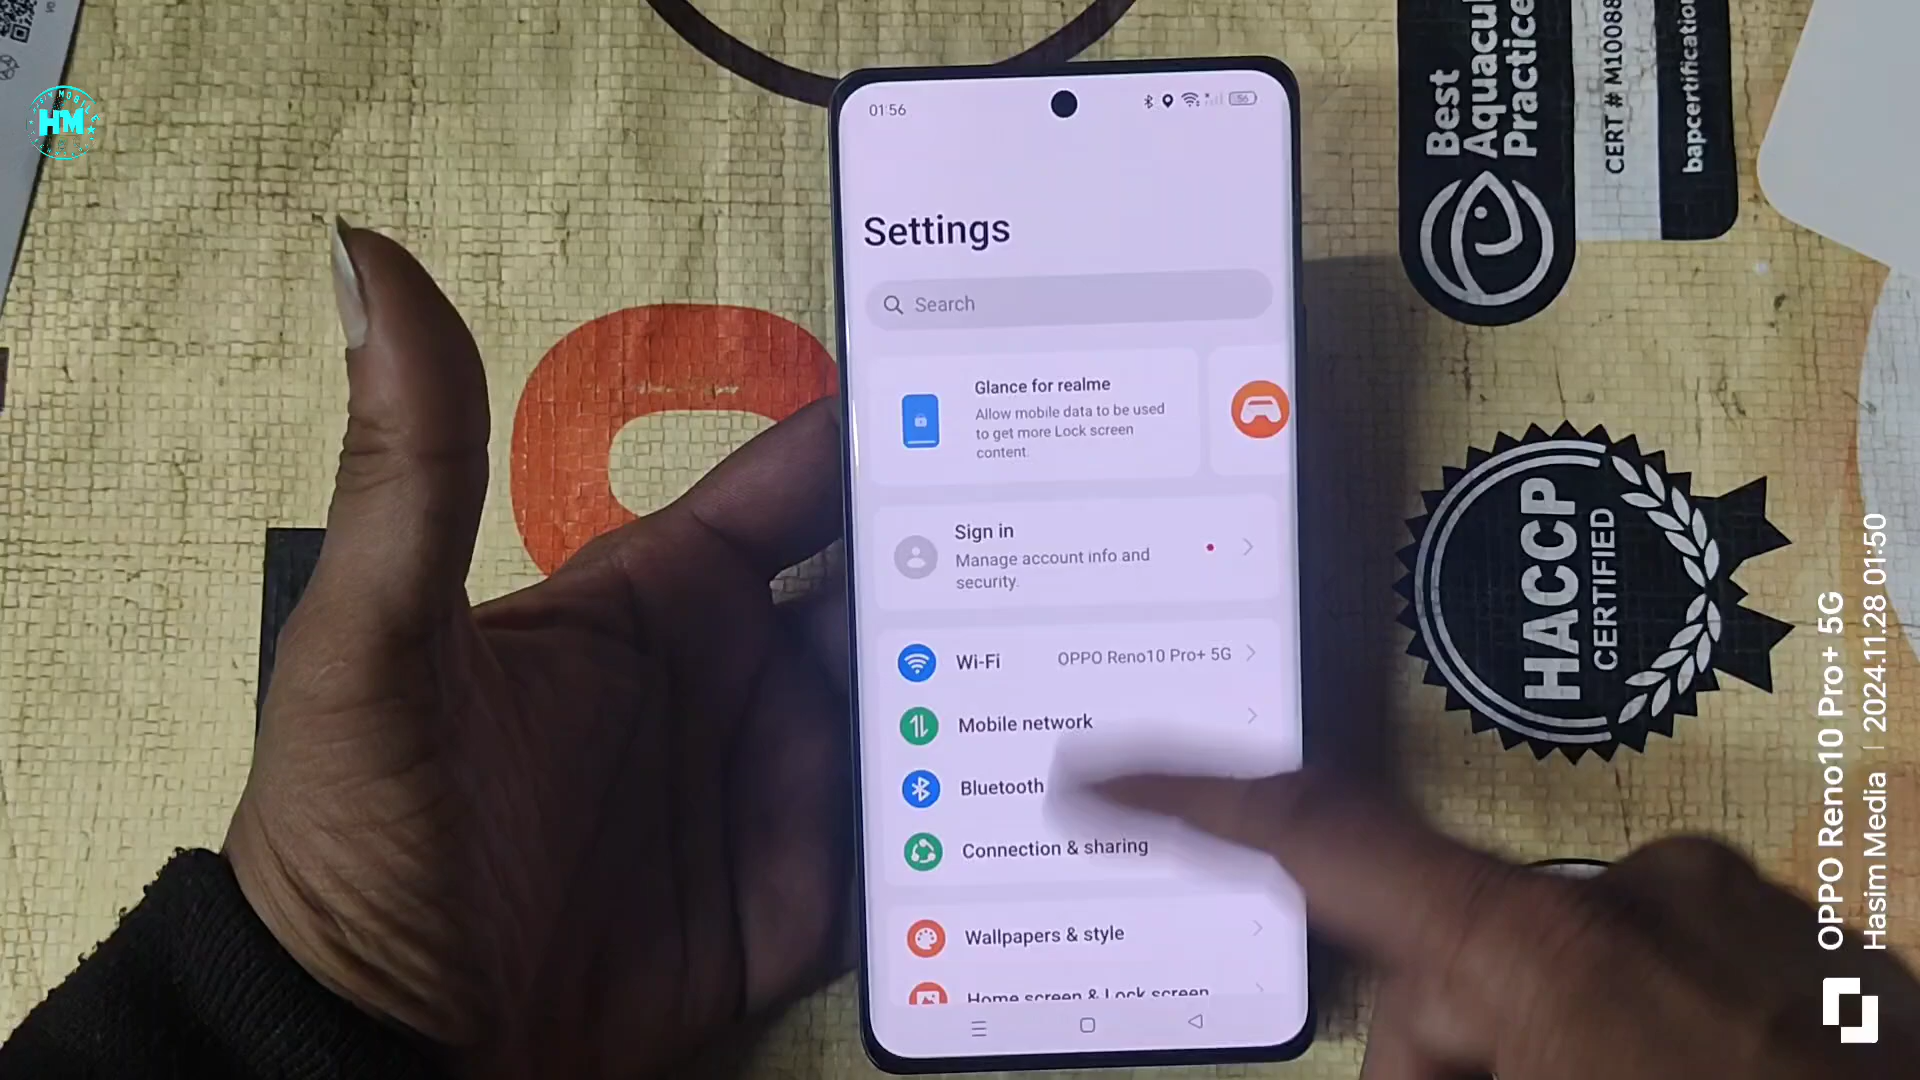 HM
01:56
56
Settings
Search
Glance for realme
Allow mobile data to be used
to get more Lock screen
content.
Sign in
Manage account info and
security.
Wi-Fi
OPPO Reno10 Pro+ 5G
Mobile network
Bluetooth
Connection & sharing
Wallpapers & style
Home screen & Lock screen
Best
Aquacul
Practice
CERT # M10088
bapcertification
HACCP
CERTIFIED
OPPO Reno10 Pro+ 5G
Hasim Media | 2024.11.28 01:50